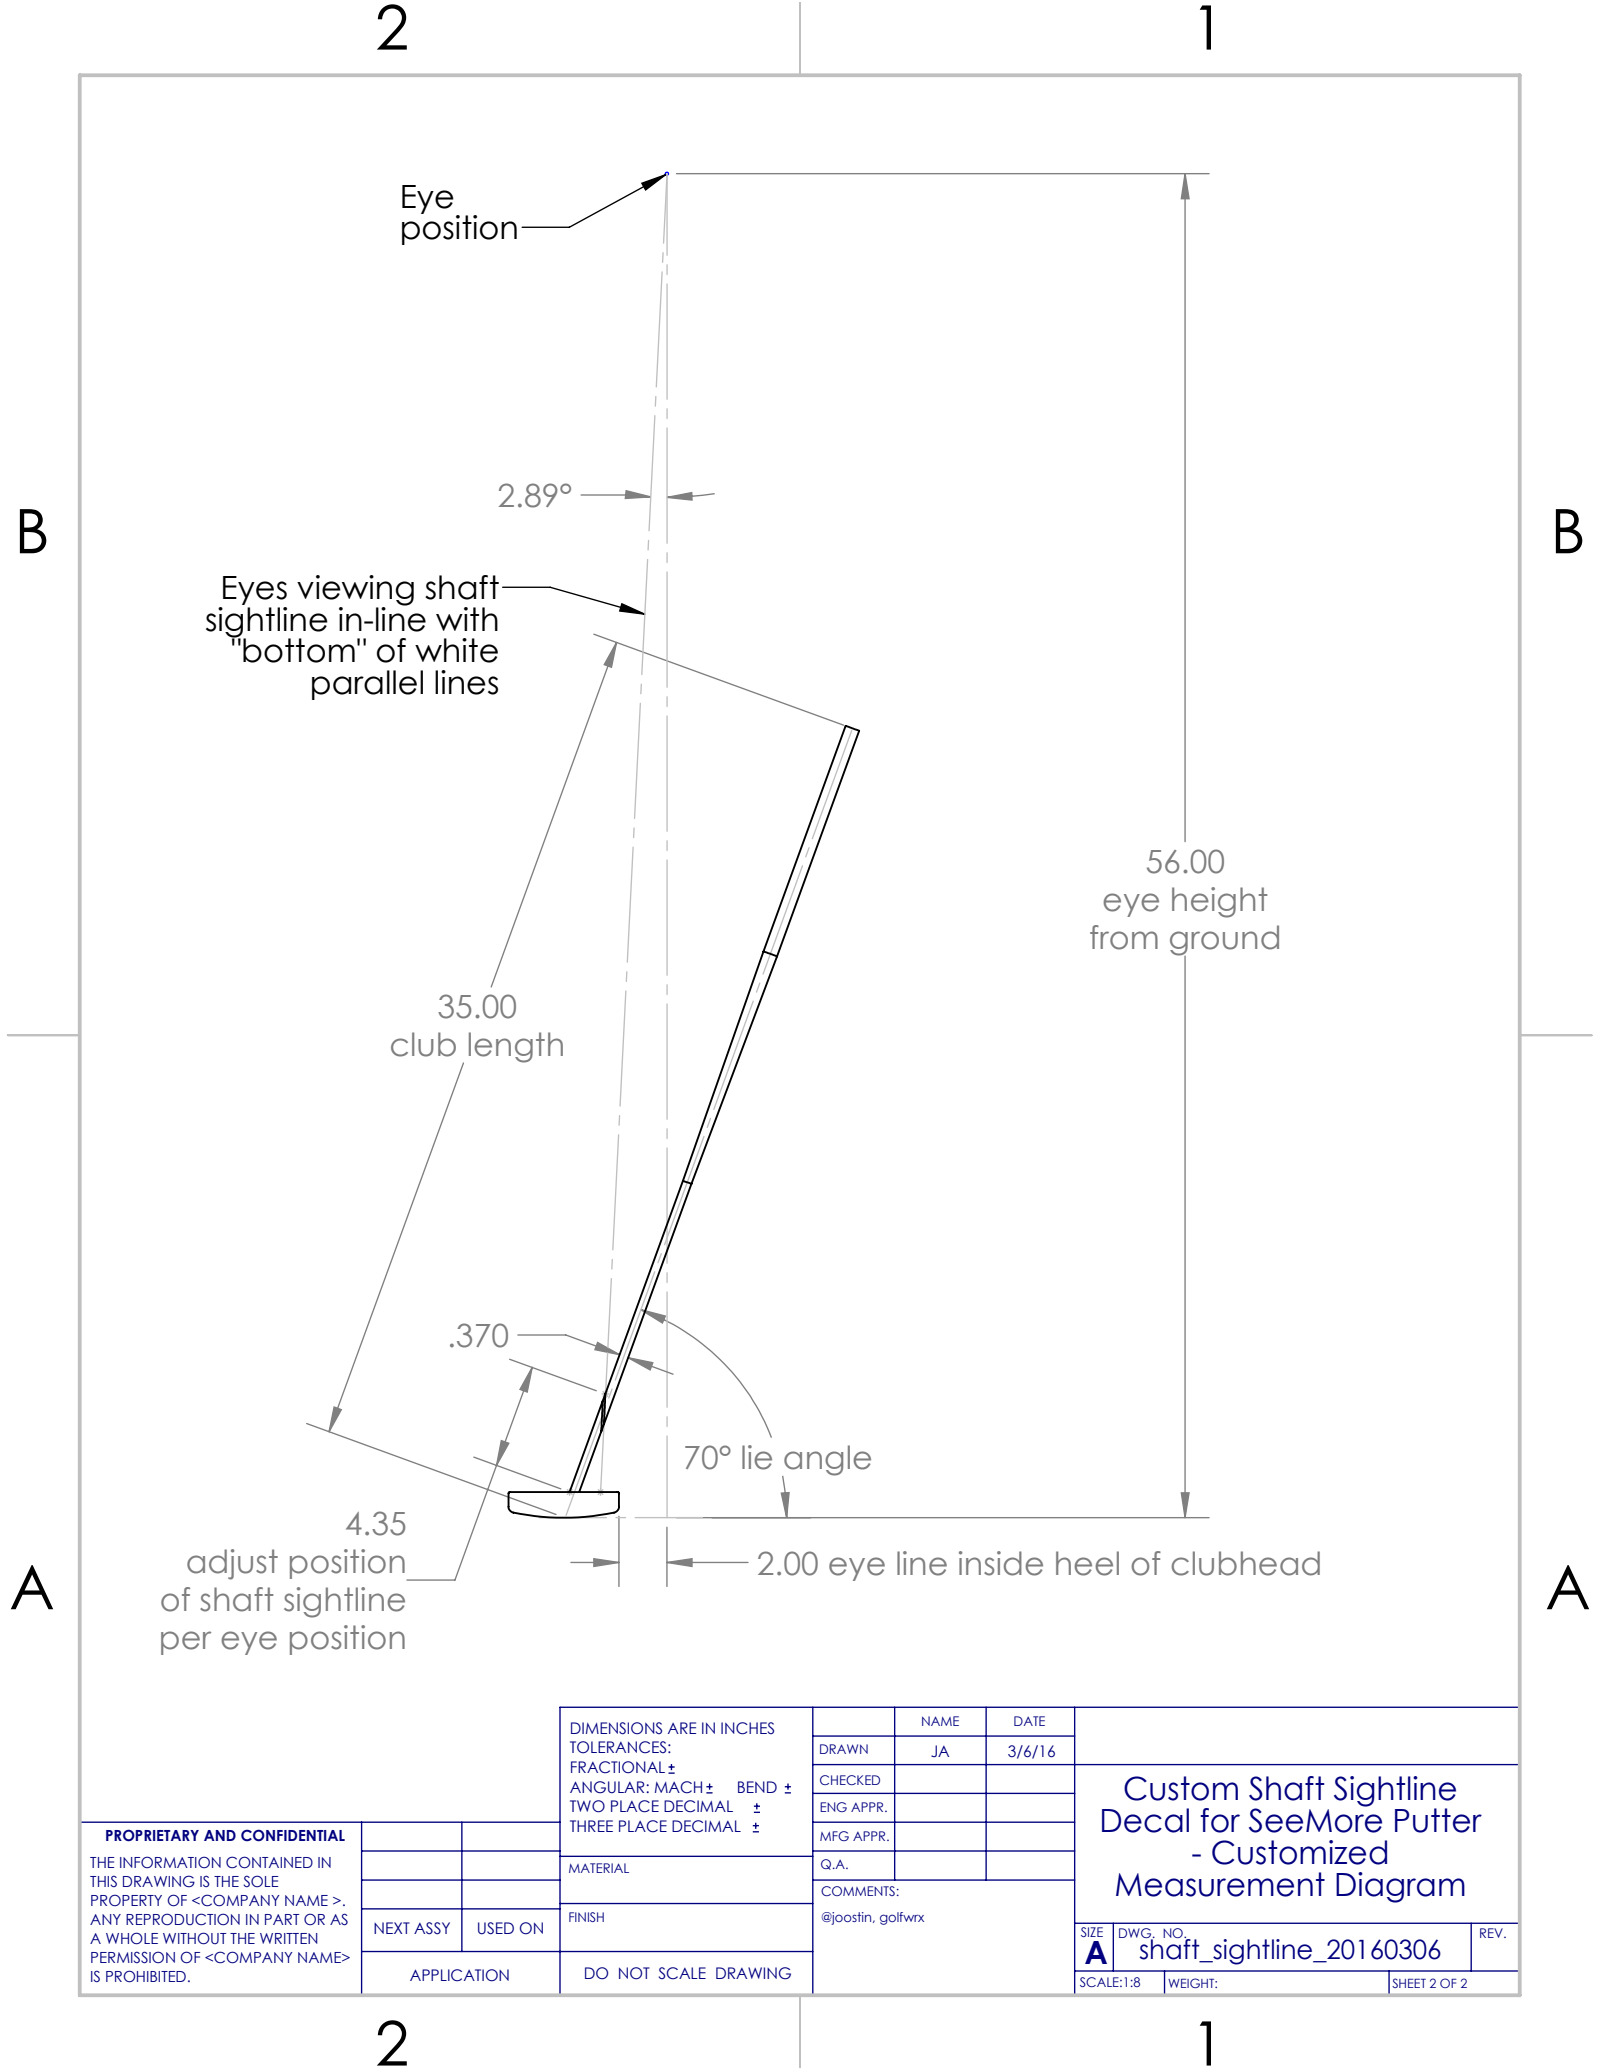 2
1
Eye
position
2.89°
B
B
Eyes viewing shaft
sightline in-line with
"bottom" of white
parallel lines
56.00
eye height
from ground
35.00
club length
.370
70° lie angle
4.35
adjust position
of shaft sightline
per eye position
2.00 eye line inside heel of clubhead
A
A
PROPRIETARY AND CONFIDENTIAL
THE INFORMATION CONTAINED IN
THIS DRAWING IS THE SOLE
PROPERTY OF <COMPANY NAME >.
ANY REPRODUCTION IN PART OR AS
A WHOLE WITHOUT THE WRITTEN
PERMISSION OF <COMPANY NAME>
IS PROHIBITED.
NEXT ASSY
USED ON
APPLICATION
DIMENSIONS ARE IN INCHES
TOLERANCES:
FRACTIONAL ±
ANGULAR: MACH ± BEND ±
TWO PLACE DECIMAL ±
THREE PLACE DECIMAL ±
MATERIAL
FINISH
DO NOT SCALE DRAWING
NAME
DATE
DRAWN
JA
3/6/16
CHECKED
ENG APPR.
MFG APPR.
Q.A.
COMMENTS:
@joostin, golfwrx
Custom Shaft Sightline
Decal for SeeMore Putter
- Customized
Measurement Diagram
SIZE
A
DWG. NO.
shaft_sightline_20160306
REV.
SCALE:1:8
WEIGHT:
SHEET 2 OF 2
2
1